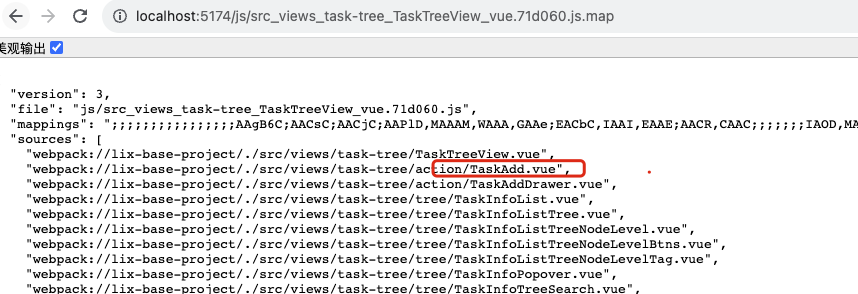 localhost:5174/js/src_views_task-tree_TaskTreeView_vue.71d060.js.map
美观输出
"version": 3,
"file": "js/src_views_task-tree_TaskTreeView_vue.71d060.js",
"mappings": ";;;;;;;;;;;;;;;;AAgB6C;AACsC;AACjC;AAPlD,MAAAM,WAAA,GAAe;EACbC,IAAAI,EAAE;AACR,CAAC;;;;;;;IAOD,MA
"sources": [
"webpack://lix-base-project/./src/views/task-tree/TaskTreeView.vue",
"webpack://lix-base-project/./src/views/task-tree/action/TaskAdd.vue",
"webpack://lix-base-project/./src/views/task-tree/action/TaskAddDrawer.vue",
"webpack://lix-base-project/./src/views/task-tree/tree/TaskInfoList.vue",
"webpack://lix-base-project/./src/views/task-tree/tree/TaskInfoListTree.vue",
"webpack://lix-base-project/./src/views/task-tree/tree/TaskInfoListTreeNodeLevel.vue",
"webpack://lix-base-project/./src/views/task-tree/tree/TaskInfoListTreeNodeLevelBtns.vue",
"webpack://lix-base-project/./src/views/task-tree/tree/TaskInfoListTreeNodeLevelTag.vue",
"webpack://lix-base-project/./src/views/task-tree/tree/TaskInfoPopover.vue",
"webpack://lix-base-project/./src/views/task-tree/tree/TaskInfoTreeSearch.vue",